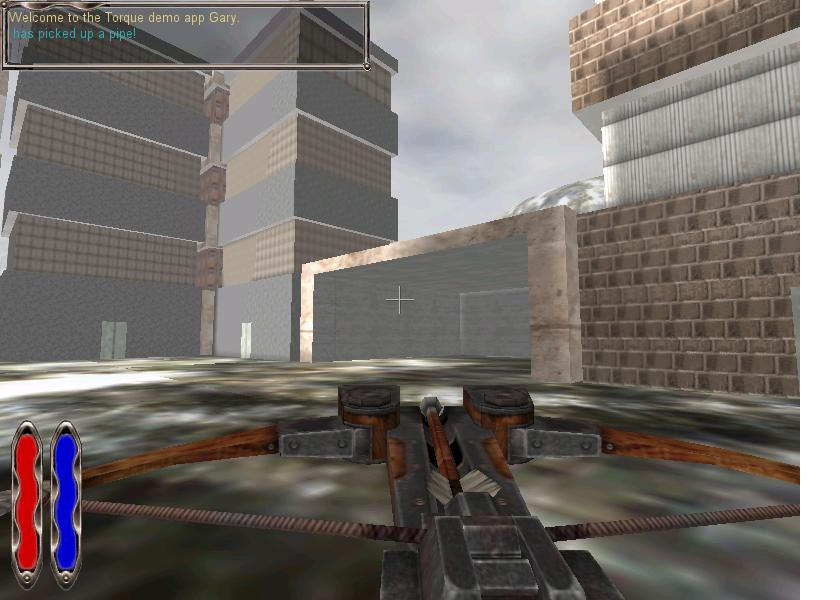 Welcome to the Torque demo app Gary.
has picked up a pipe!